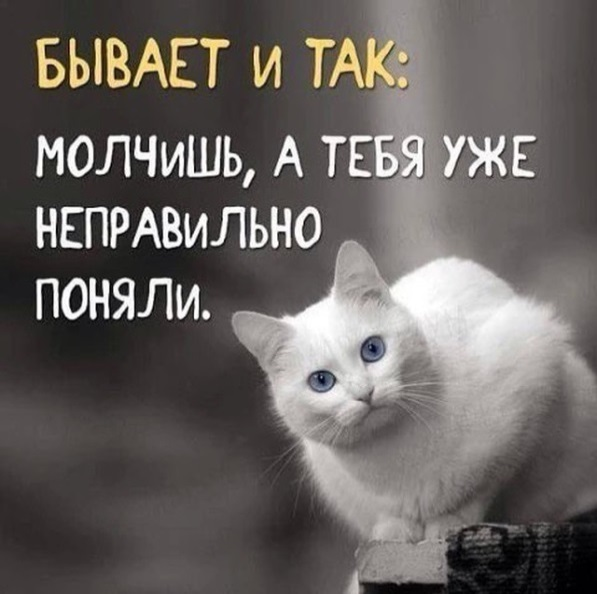 БЫВАЕТ И ТАК:
МОЛЧИШЬ, А ТЕБЯ УЖЕ
НЕПРАВИЛЬНО
ПОНЯЛИ.